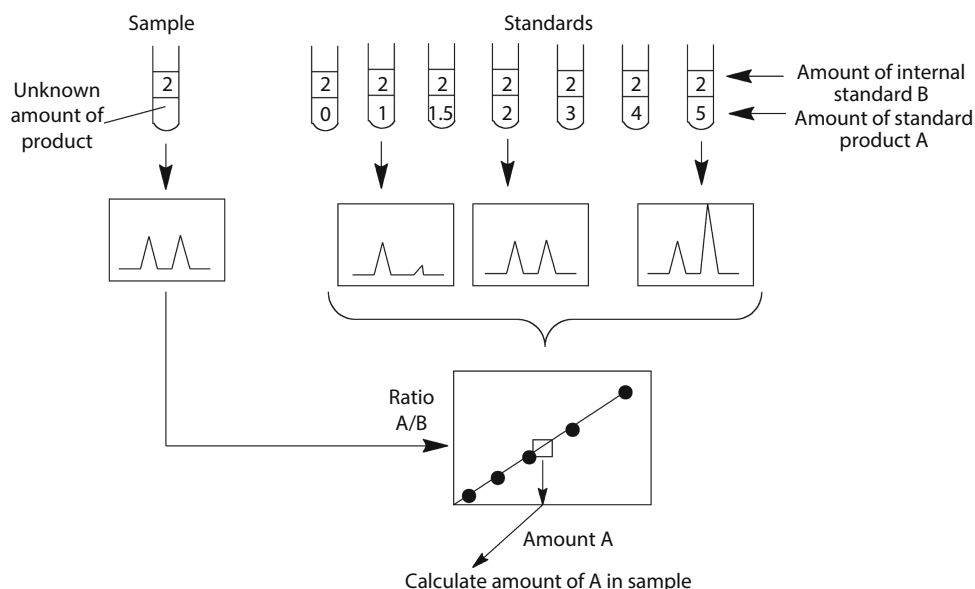 Sample
Standards
Unknown
amount of
product
2
2 2 2 2 2 2 2
0 1 1.5 2 3 4 5
Amount of internal
standard B
Amount of standard
product A
Ratio
A/B
Amount A
Calculate amount of A in sample